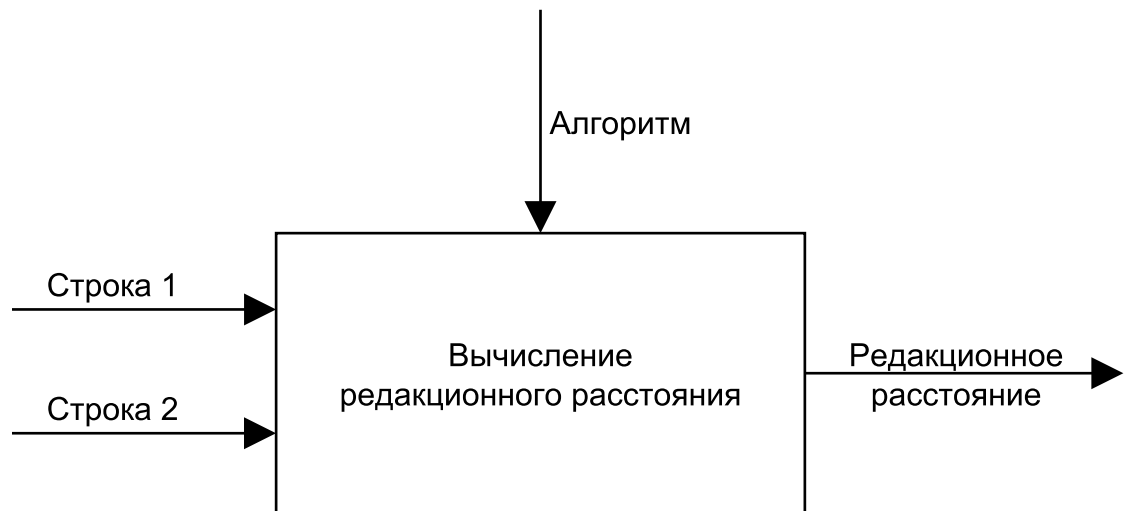 Алгоритм
Строка 1
Строка 2
Вычисление
редакционного расстояния
Редакционное
расстояние